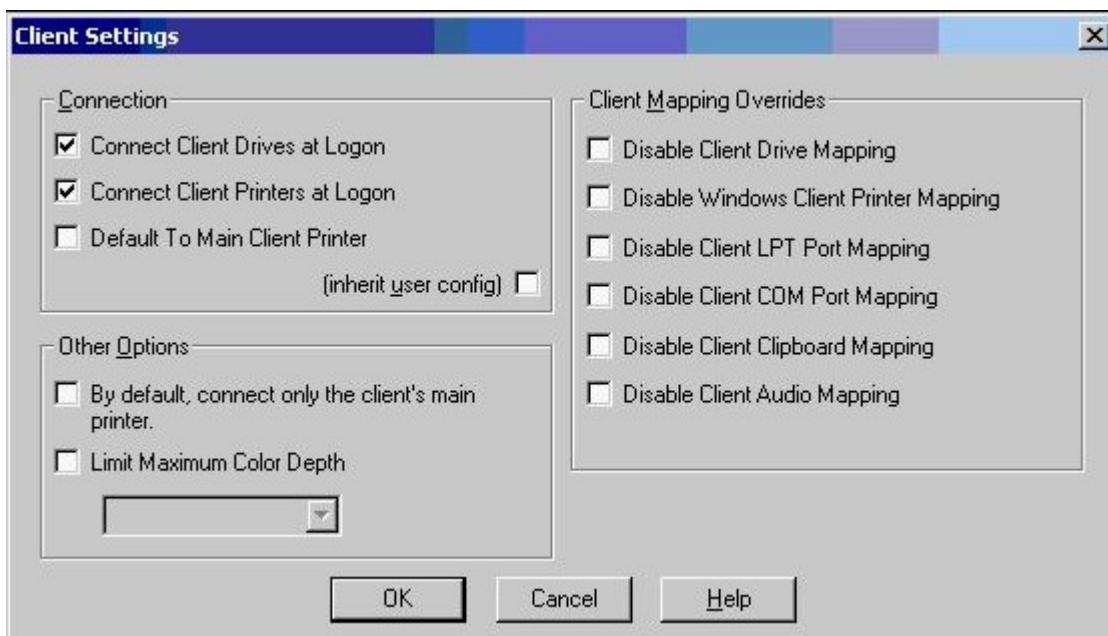 Client Settings
Connection
Connect Client Drives at Logon
Connect Client Printers at Logon
Default To Main Client Printer
(inherit user config)
Other Options
By default, connect only the client's main
printer.
Limit Maximum Color Depth
Client Mapping Overrides
Disable Client Drive Mapping
Disable Windows Client Printer Mapping
Disable Client LPT Port Mapping
Disable Client COM Port Mapping
Disable Client Clipboard Mapping
Disable Client Audio Mapping
OK
Cancel
Help